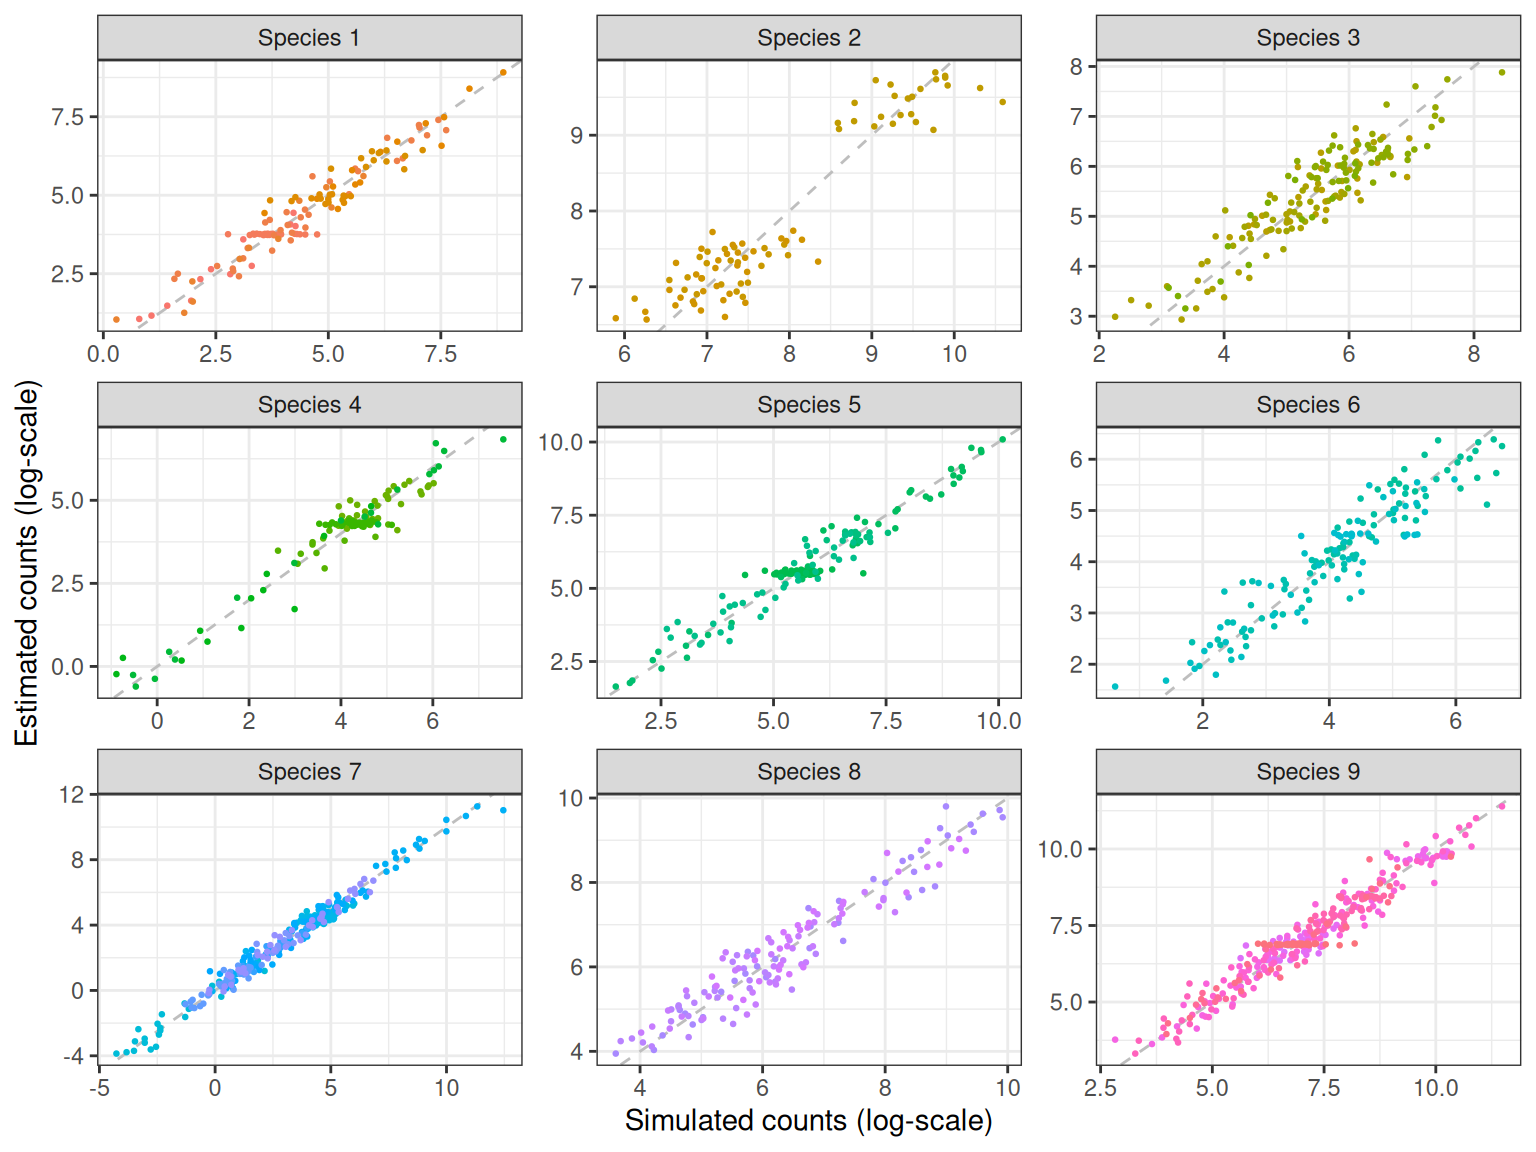 Species 1
Species 2
Species 3
7.5
5.0
2.5
0.0 2.5 5.0 7.5
9
8
7
6 7 8 9 10
8
7
6
5
4
3
2 4 6 8
Estimated counts (log-scale)
Species 4
Species 5
Species 6
5.0
2.5
0.0
0 2 4 6
10.0
7.5
5.0
2.5
2.5 5.0 7.5 10.0
6
5
4
3
2
2 4 6
Species 7
Species 8
Species 9
12
8
4
0
-4
-5 0 5 10
10
8
6
4
4 6 8 10
10.0
7.5
5.0
2.5 5.0 7.5 10.0
Simulated counts (log-scale)